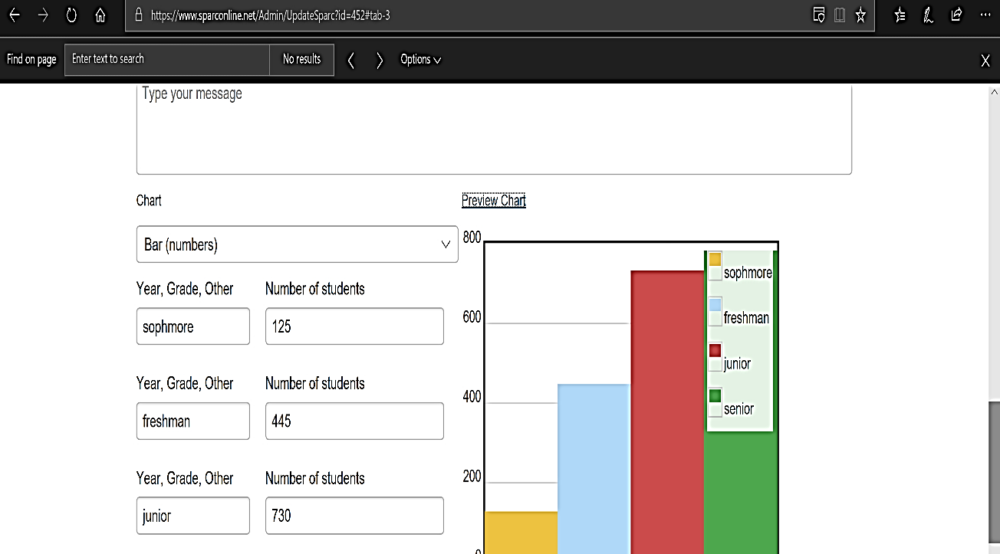 https://www.sparconline.net/Admin/UpdateSparc?id=452#tab-3
Find on page
Enter text to search
No results
Options
Type your message
Chart
Preview Chart
Bar (numbers)
Year, Grade, Other
Number of students
sophmore
125
Year, Grade, Other
Number of students
freshman
445
Year, Grade, Other
Number of students
junior
730
800
600
400
200
0
sophmore
freshman
junior
senior